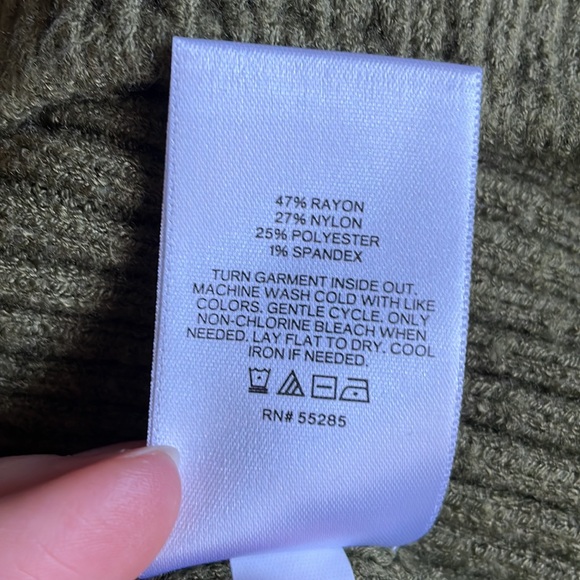 47% RAYON
27% NYLON
25% POLYESTER
1% SPANDEX
TURN GARMENT INSIDE OUT.
MACHINE WASH COLD WITH LIKE
COLORS. GENTLE CYCLE. ONLY
NON-CHLORINE BLEACH WHEN
NEEDED. LAY FLAT TO DRY. COOL
IRON IF NEEDED.
RN# 55285